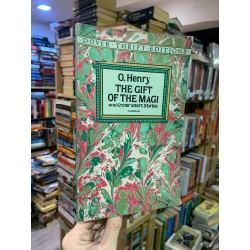 DOVER · THRIFT · EDITIONS
O. Henry
THE GIFT
OF THE MAGI
and Other Short Stories